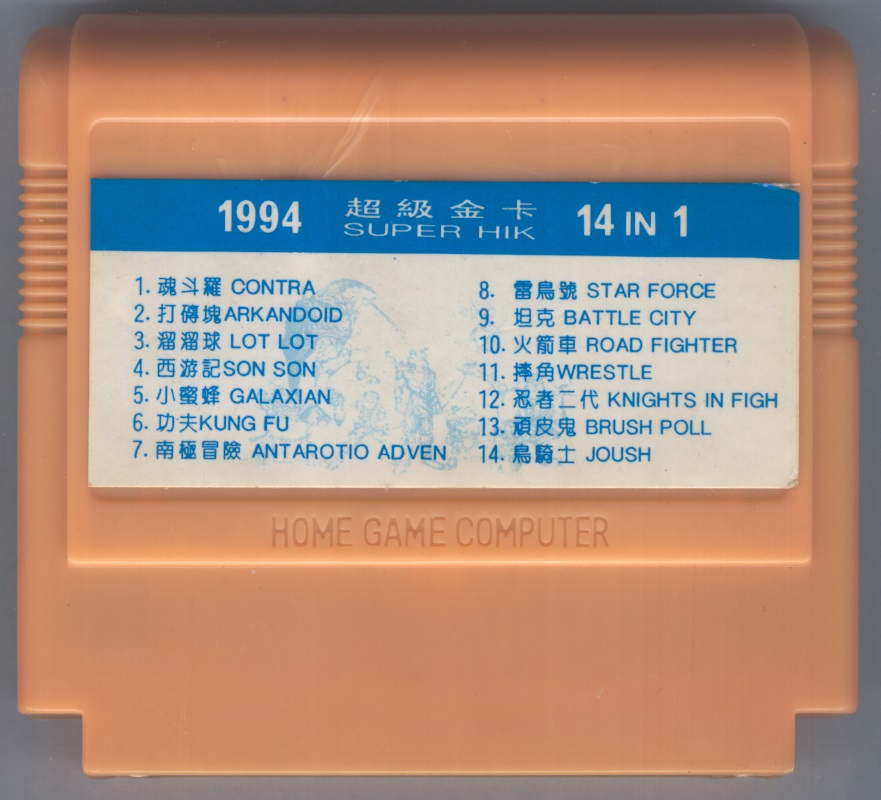 1994 超級金卡 14 IN 1
SUPER HIK
1. 魂斗羅 CONTRA
2. 打磚塊ARKANDOID
3. 溜溜球 LOT LOT
4. 西游記SON SON
5. 小蜜蜂 GALAXIAN
6. 功夫KUNG FU
7. 南極冒險 ANTAROTIO ADVEN
8. 雷鳥號 STAR FORCE
9. 坦克 BATTLE CITY
10. 火箭車 ROAD FIGHTER
11. 摔角WRESTLE
12. 忍者二代 KNIGHTS IN FIGH
13. 頑皮鬼 BRUSH POLL
14. 鳥騎士 JOUSH
HOME GAME COMPUTER